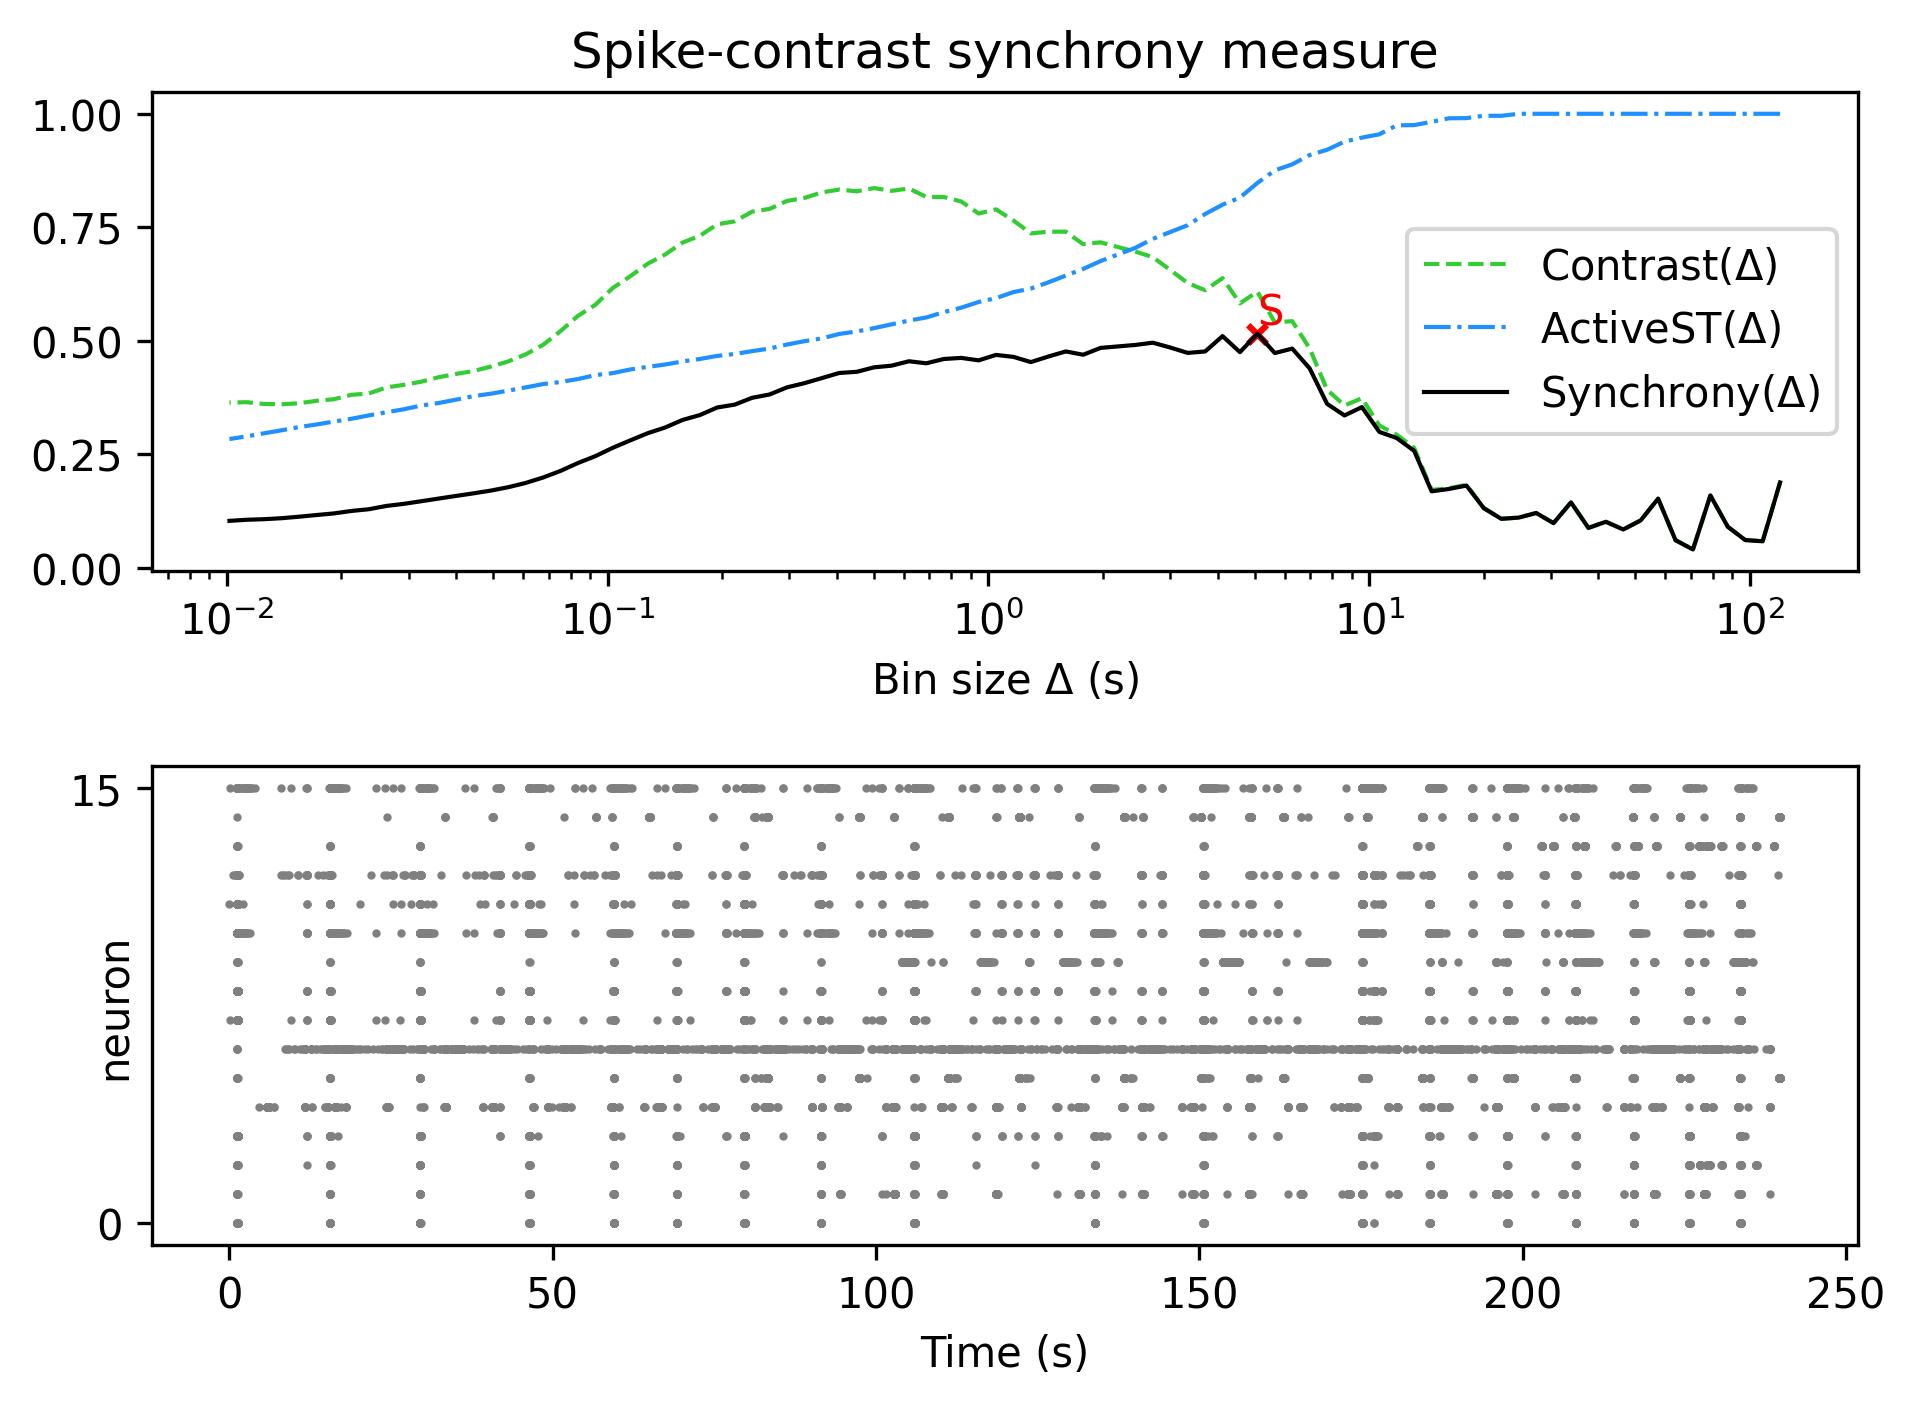 Spike-contrast synchrony measure
1.00
0.75
0.50
0.25
0.00
S
Contrast(Δ)
ActiveST(Δ)
Synchrony(Δ)
10⁻² 10⁻¹ 10⁰ 10¹ 10²
Bin size Δ (s)
15
neuron
0
0 50 100 150 200 250
Time (s)